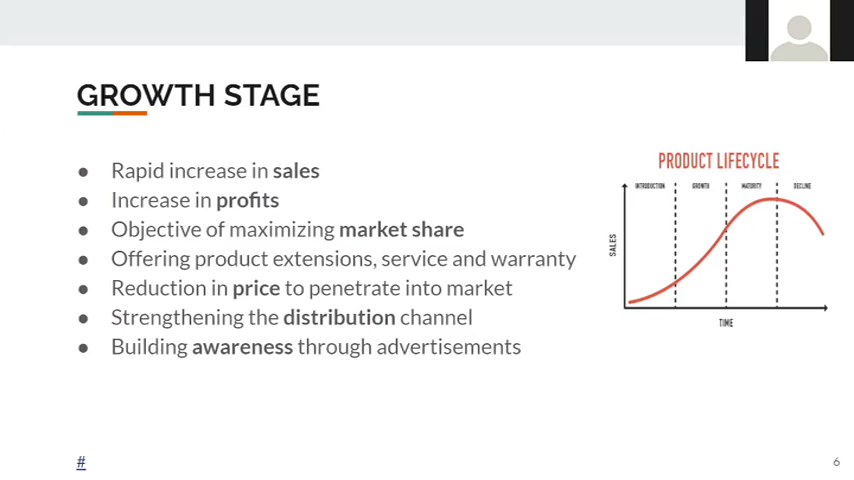 GROWTH STAGE
● Rapid increase in sales
● Increase in profits
● Objective of maximizing market share
● Offering product extensions, service and warranty
● Reduction in price to penetrate into market
● Strengthening the distribution channel
● Building awareness through advertisements
PRODUCT LIFECYCLE
INTRODUCTION GROWTH MATURITY DECLINE
SALES
TIME
#
6